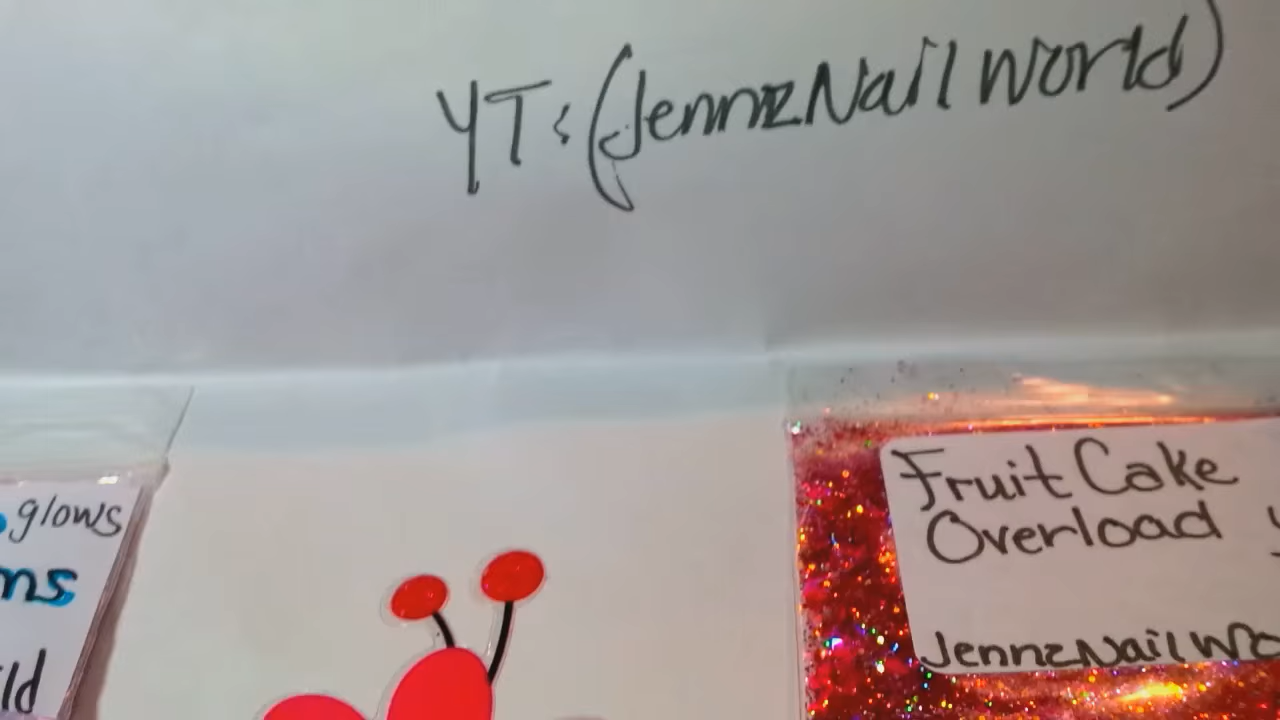 YT: (JennzNailWorld)
glows
ms
ld
Fruit Cake
Overload
JennzNailWo